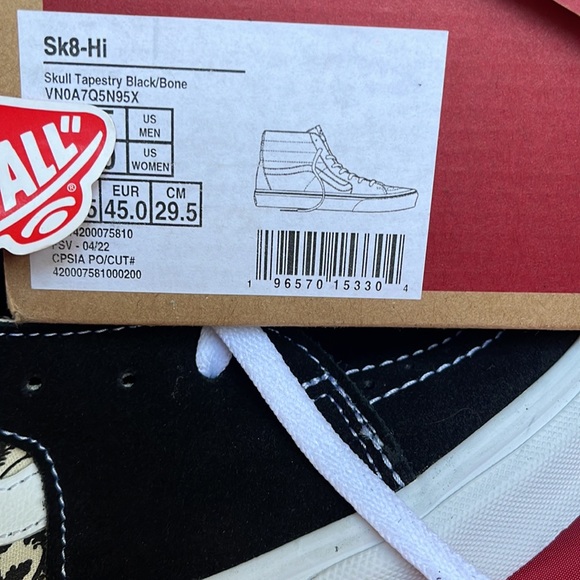 Sk8-Hi
Skull Tapestry Black/Bone
VN0A7Q5N95X
US
MEN
US
WOMEN
EUR CM
45.0 29.5
4200075810
- 04/22
CPSIA PO/CUT#
420007581000200
1 96570 15330 4
ALL"
®